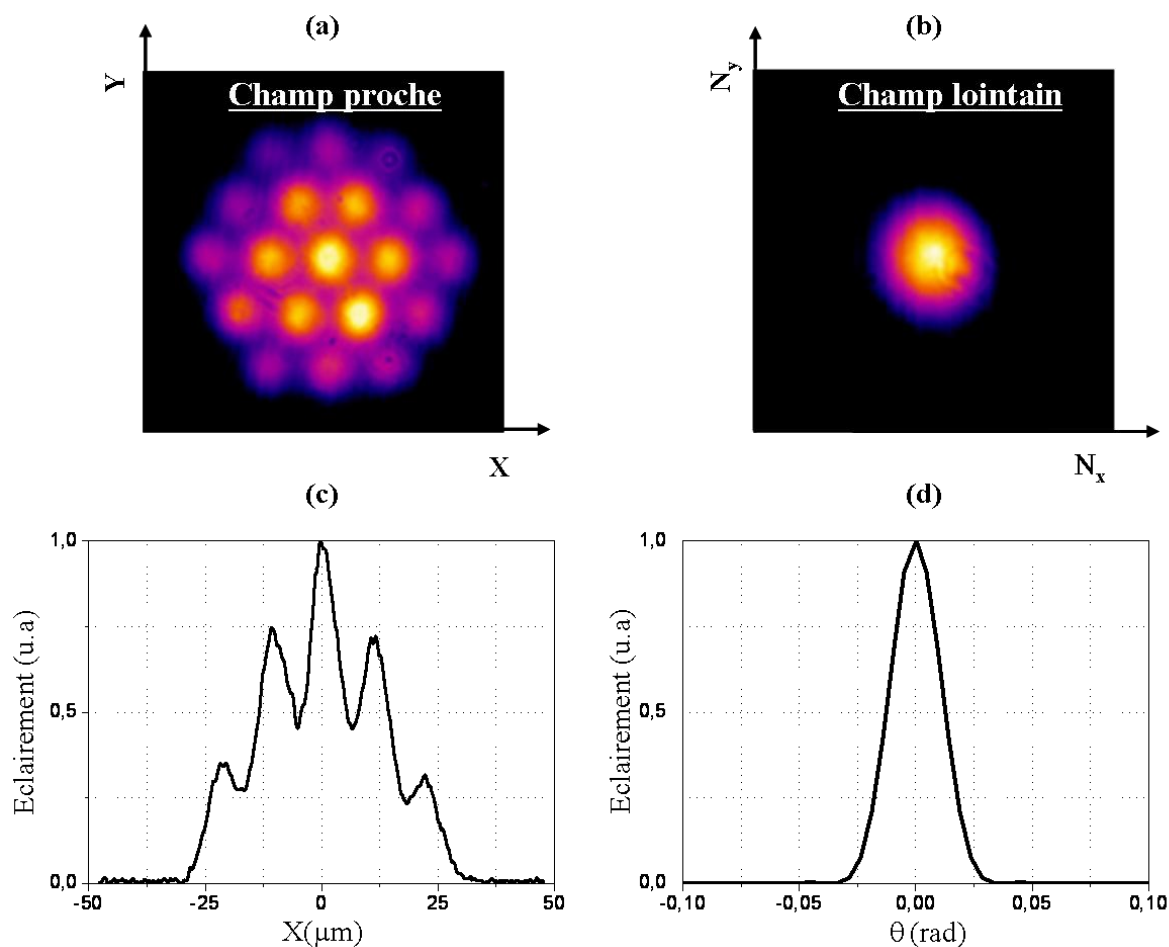 (a)
Y
Champ proche
X
(b)
N_y
Champ lointain
N_x
(c)
Eclairement (u.a)
1,0
0,5
0,0
-50 -25 0 25 50
X(μm)
(d)
Eclairement (u.a)
1,0
0,5
0,0
-0,10 -0,05 0,00 0,05 0,10
θ (rad)